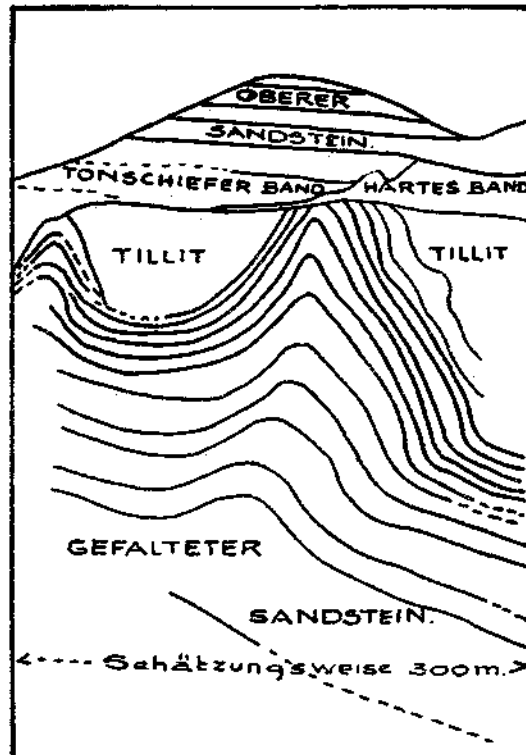 OBERER
SANDSTEIN.
TONSCHIEFER BAND HARTES BAND
TILLIT TILLIT
GEFALTETER
SANDSTEIN.
Schätzungsweise 300m.